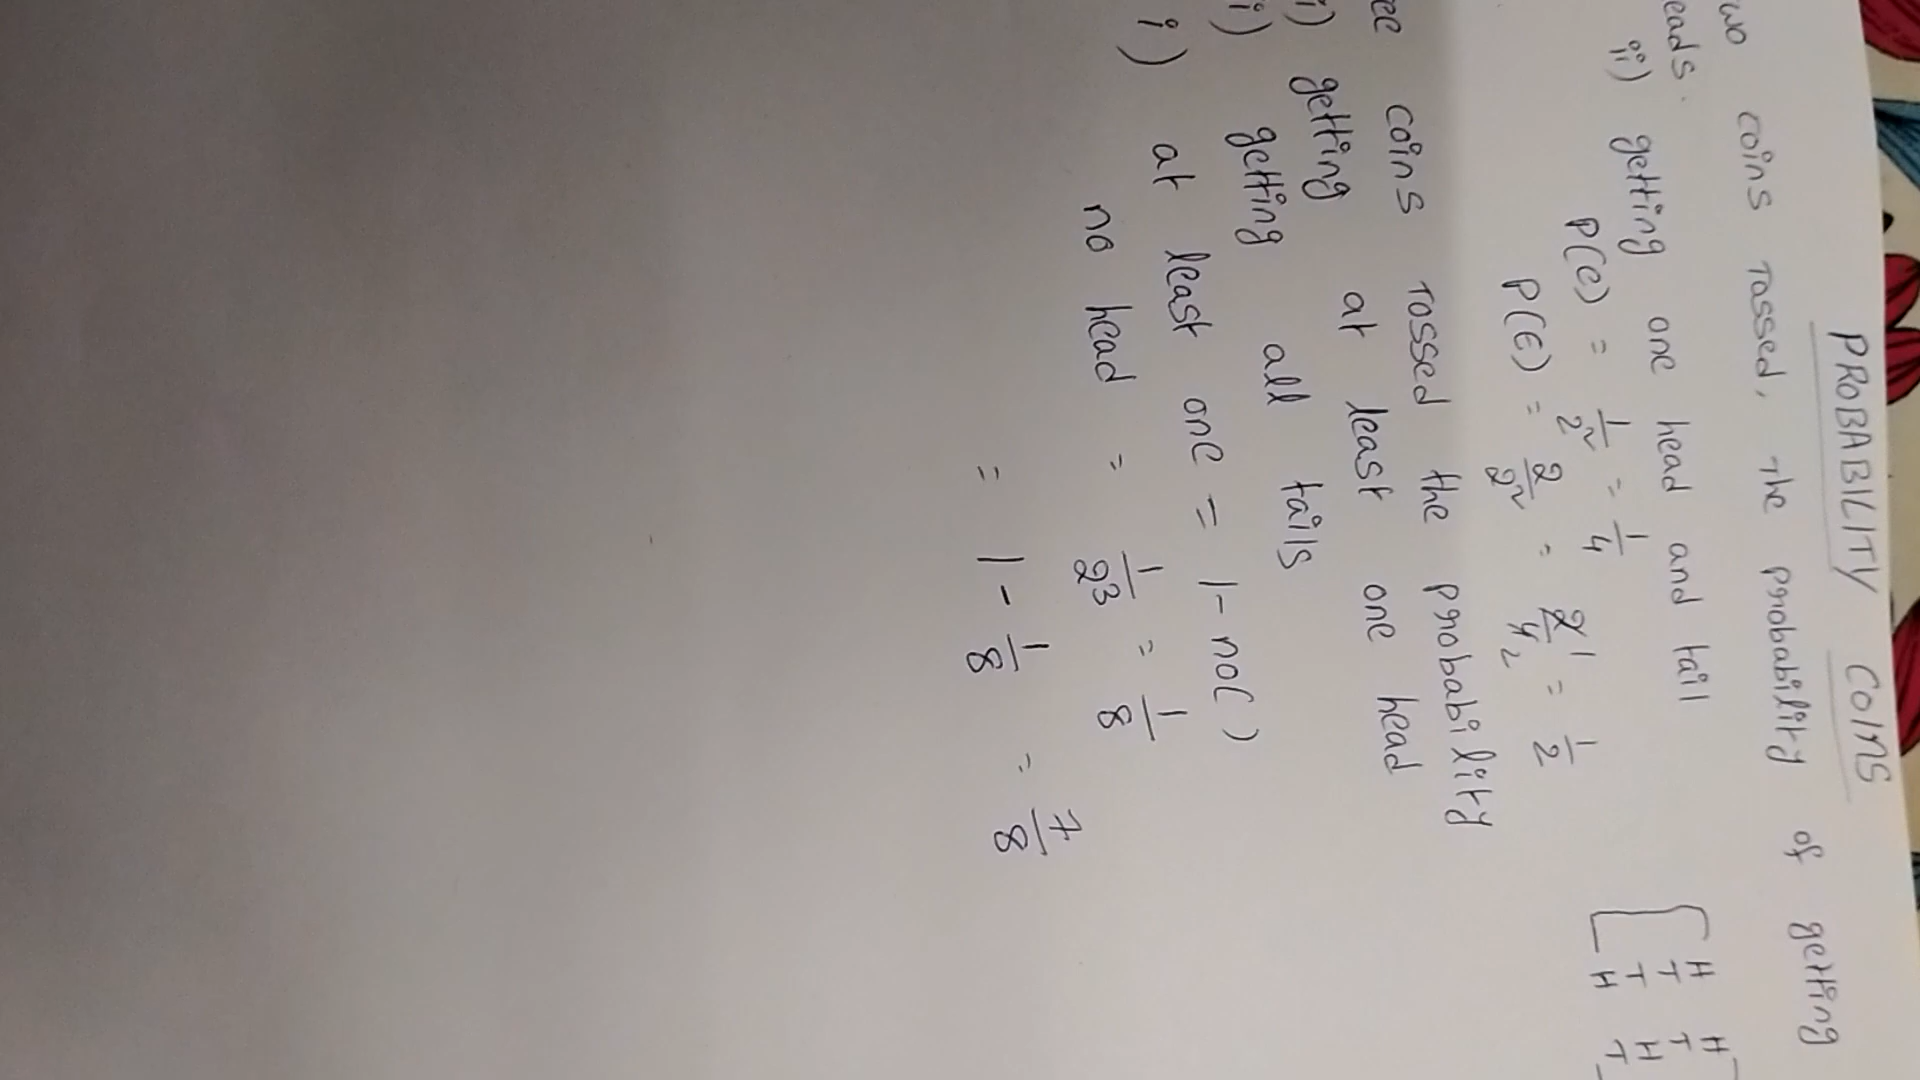 PROBABILITY COINS
coins Tossed, The probability of getting
ii) getting one head and tail
P(e) = 1/2² = 1/4
P(E) = 2/2² = 2/4 1 2 = 1/2
H H
T T
T H
H T
coins Tossed the probability
i) getting at least one head
getting all tails
i) at least one = 1 - no( )
no head = 1/2³ = 1/8
= 1 - 1/8 = 7/8